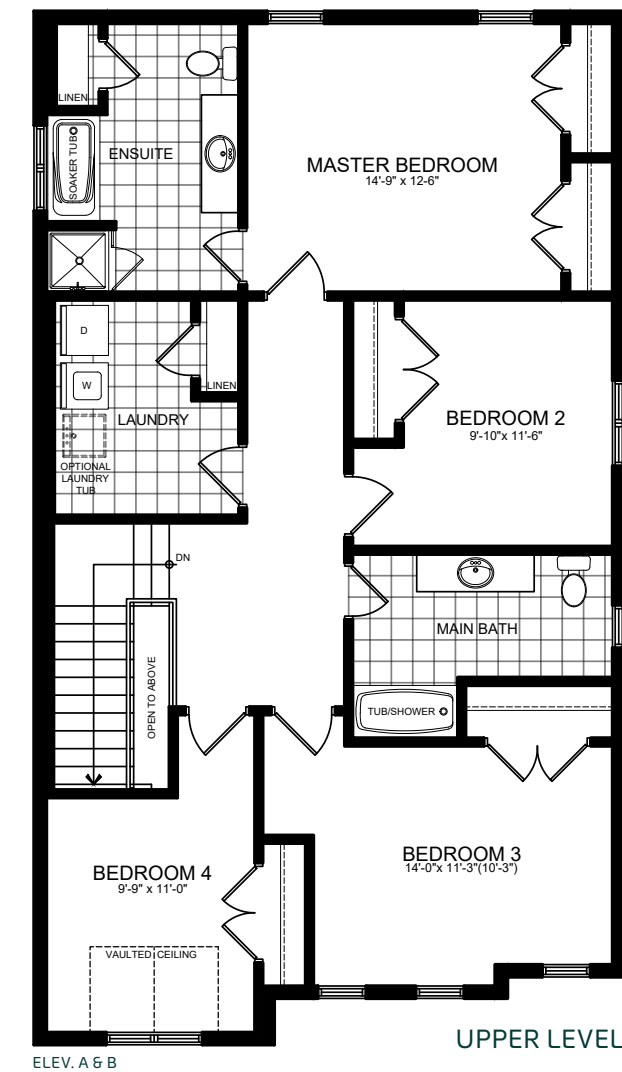 LINEN
ENSUITE
SOAKER TUB
MASTER BEDROOM
14'-9" x 12'-6"
D
W
LINEN
LAUNDRY
OPTIONAL
LAUNDRY
TUB
BEDROOM 2
9'-10"x 11'-6"
DN
MAIN BATH
OPEN TO ABOVE
TUB/SHOWER
BEDROOM 3
14'-0"x 11'-3"(10'-3")
BEDROOM 4
9'-9" x 11'-0"
VAULTED CEILING
UPPER LEVEL
ELEV. A & B